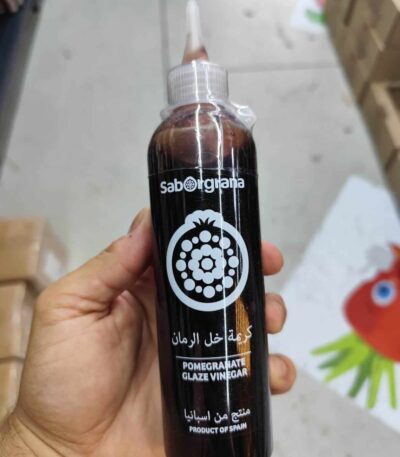 Saborgrana
كريمة خل الرمان
POMEGRANATE
GLAZE VINEGAR
منتج من اسبانيا
PRODUCT OF SPAIN